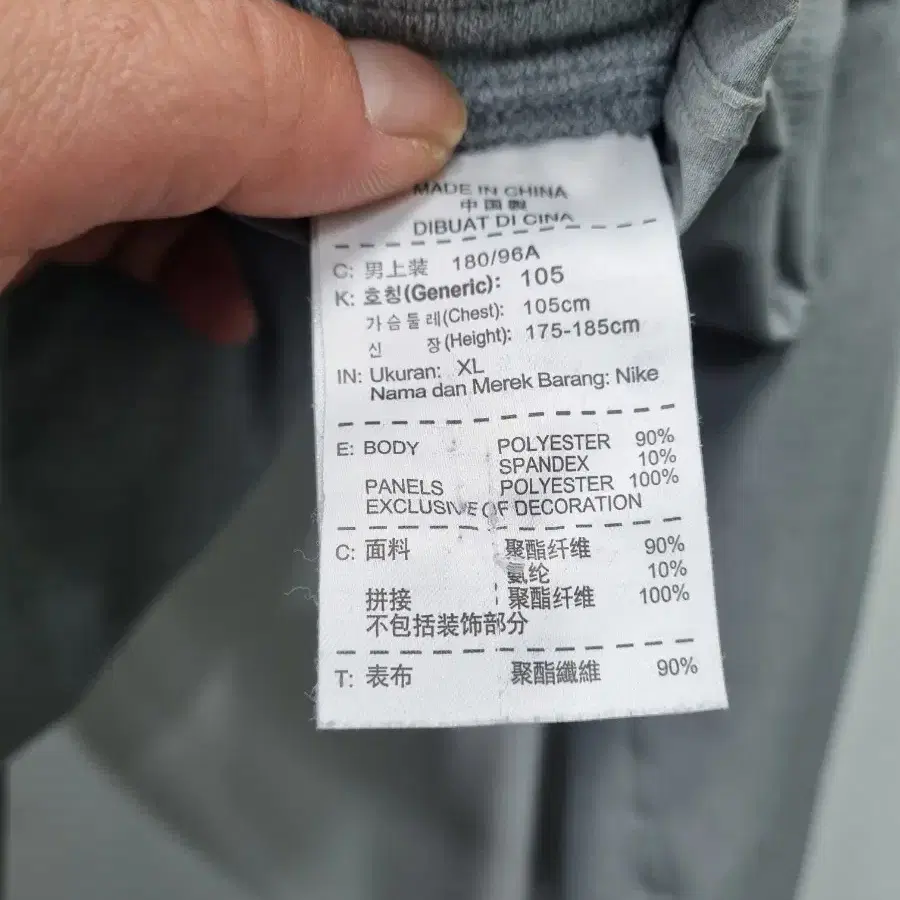 MADE IN CHINA
中国製
DIBUAT DI CINA
C: 男上装 180/96A
K: 호칭(Generic): 105
가슴둘레(Chest): 105cm
신 장(Height): 175-185cm
IN: Ukuran: XL
Nama dan Merek Barang: Nike
E: BODY POLYESTER 90%
SPANDEX 10%
PANELS POLYESTER 100%
EXCLUSIVE OF DECORATION
C: 面料 聚酯纤维 90%
氨纶 10%
拼接 聚酯纤维 100%
不包括装饰部分
T: 表布 聚酯纖維 90%